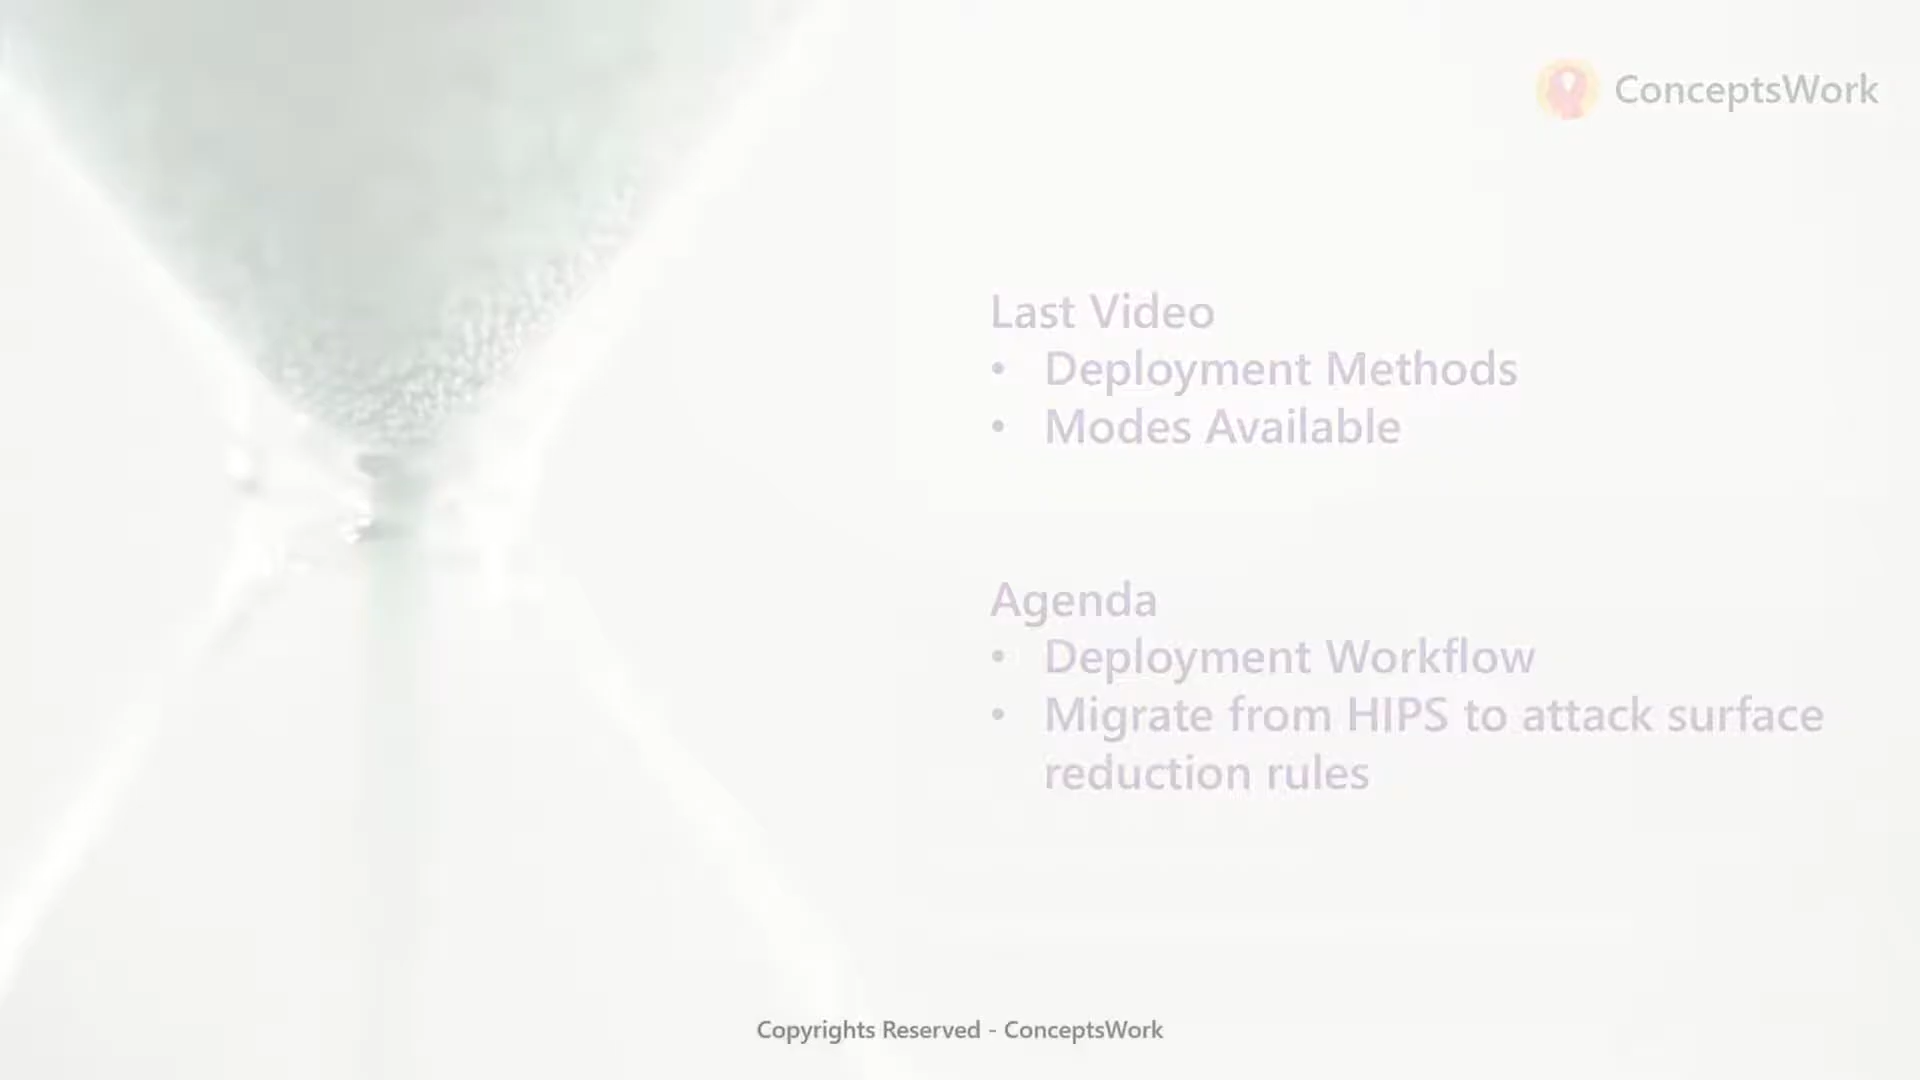 ConceptsWork
Last Video
• Deployment Methods
• Modes Available
Agenda
• Deployment Workflow
• Migrate from HIPS to attack surface
reduction rules
Copyrights Reserved - ConceptsWork